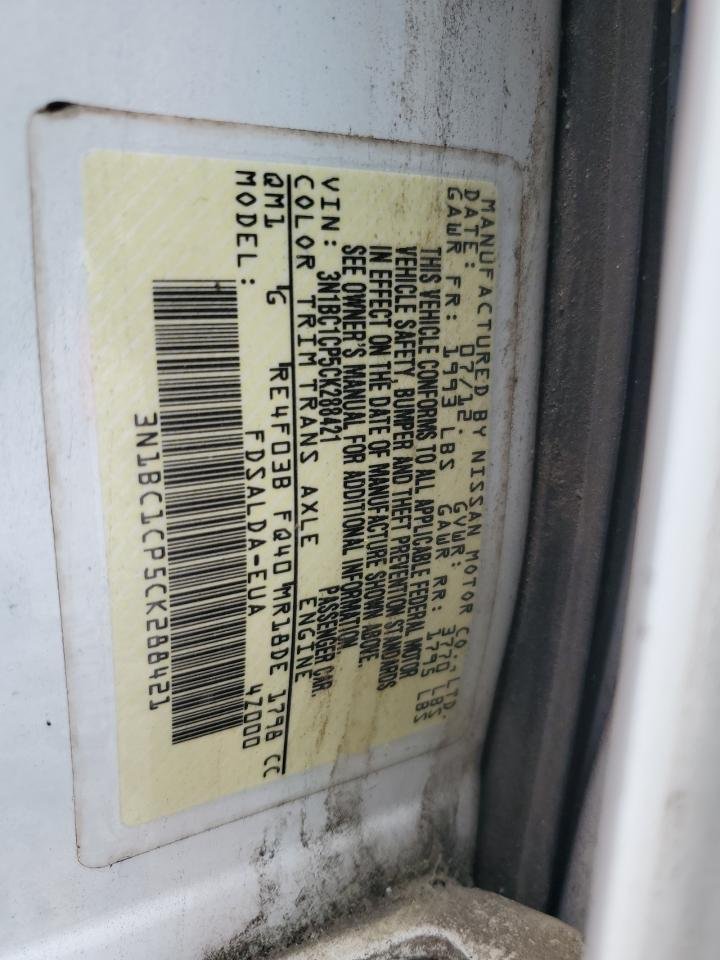 MANUFACTURED BY NISSAN MOTOR CO., LTD.
DATE: 07/12 GVWR: 3770 LBS
GAWR FR: 1993 LBS GAWR RR: 1795 LBS
THIS VEHICLE CONFORMS TO ALL APPLICABLE FEDERAL MOTOR
VEHICLE SAFETY, BUMPER AND THEFT PREVENTION STANDARDS
IN EFFECT ON THE DATE OF MANUFACTURE SHOWN ABOVE.
SEE OWNER'S MANUAL FOR ADDITIONAL INFORMATION
VIN: 3N1BC1CP5CK288421 PASSENGER CAR.
COLOR TRIM TRANS AXLE ENGINE
QM1 G RE4F03B FQ40 MR18DE 1798 CC
MODEL: FDSALDA-EUA 4Z000
3N1BC1CP5CK288421